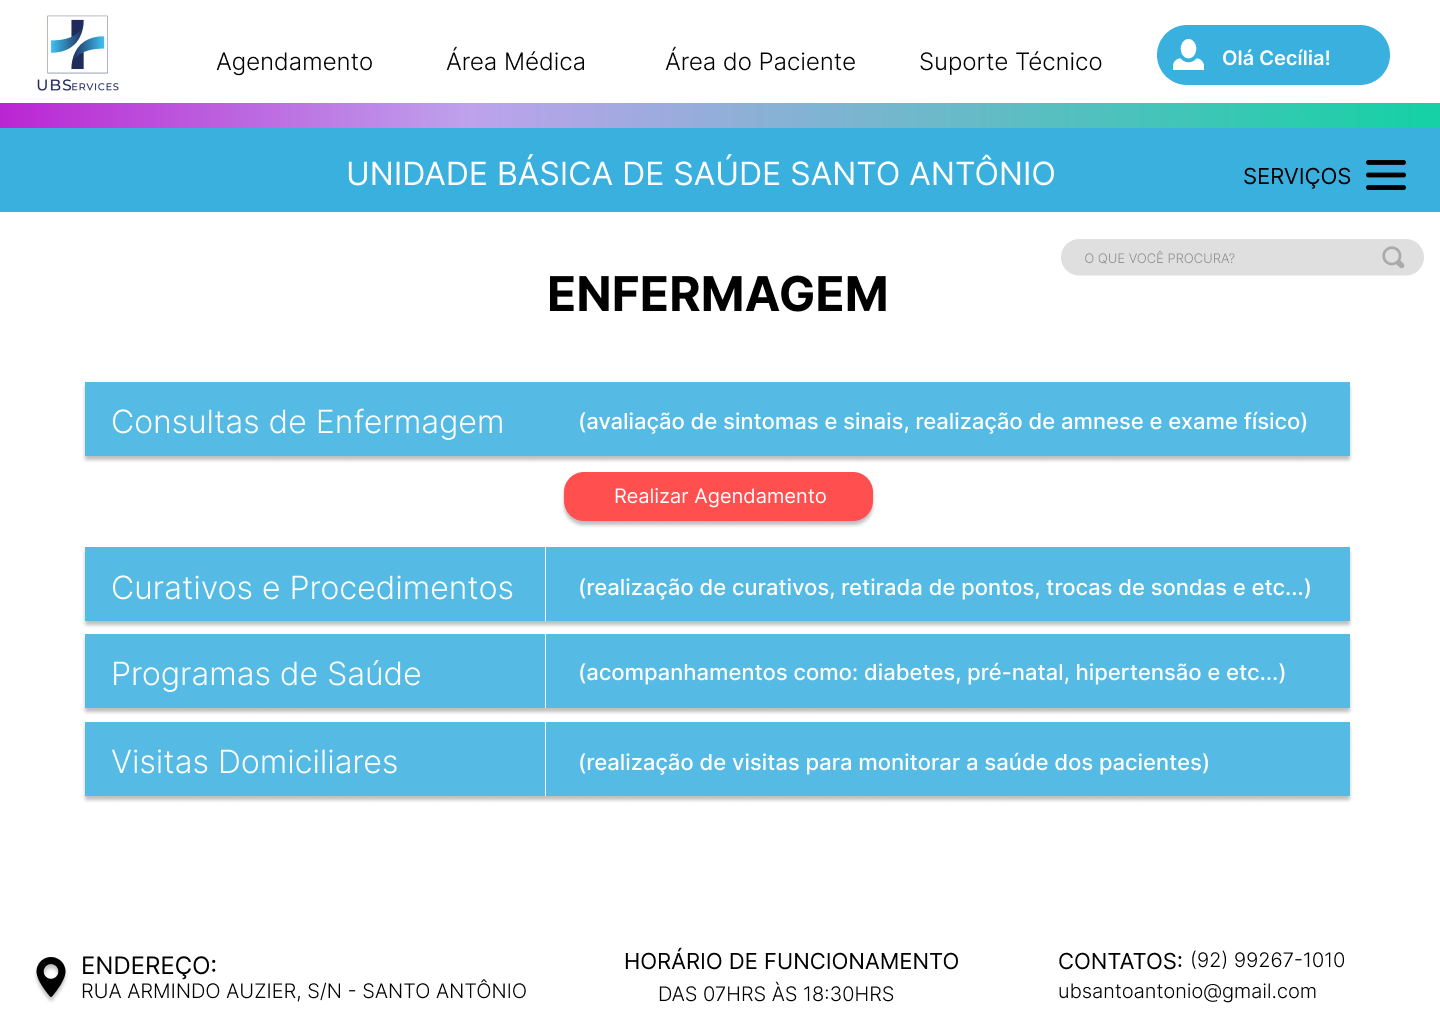 UBServices
Agendamento
Área Médica
Área do Paciente
Suporte Técnico
Olá Cecília!
UNIDADE BÁSICA DE SAÚDE SANTO ANTÔNIO
SERVIÇOS
O QUE VOCÊ PROCURA?
ENFERMAGEM
Consultas de Enfermagem
(avaliação de sintomas e sinais, realização de amnese e exame físico)
Realizar Agendamento
Curativos e Procedimentos
(realização de curativos, retirada de pontos, trocas de sondas e etc...)
Programas de Saúde
(acompanhamentos como: diabetes, pré-natal, hipertensão e etc...)
Visitas Domiciliares
(realização de visitas para monitorar a saúde dos pacientes)
ENDEREÇO:
RUA ARMINDO AUZIER, S/N - SANTO ANTÔNIO
HORÁRIO DE FUNCIONAMENTO
DAS 07HRS ÀS 18:30HRS
CONTATOS: (92) 99267-1010
ubsantoantonio@gmail.com